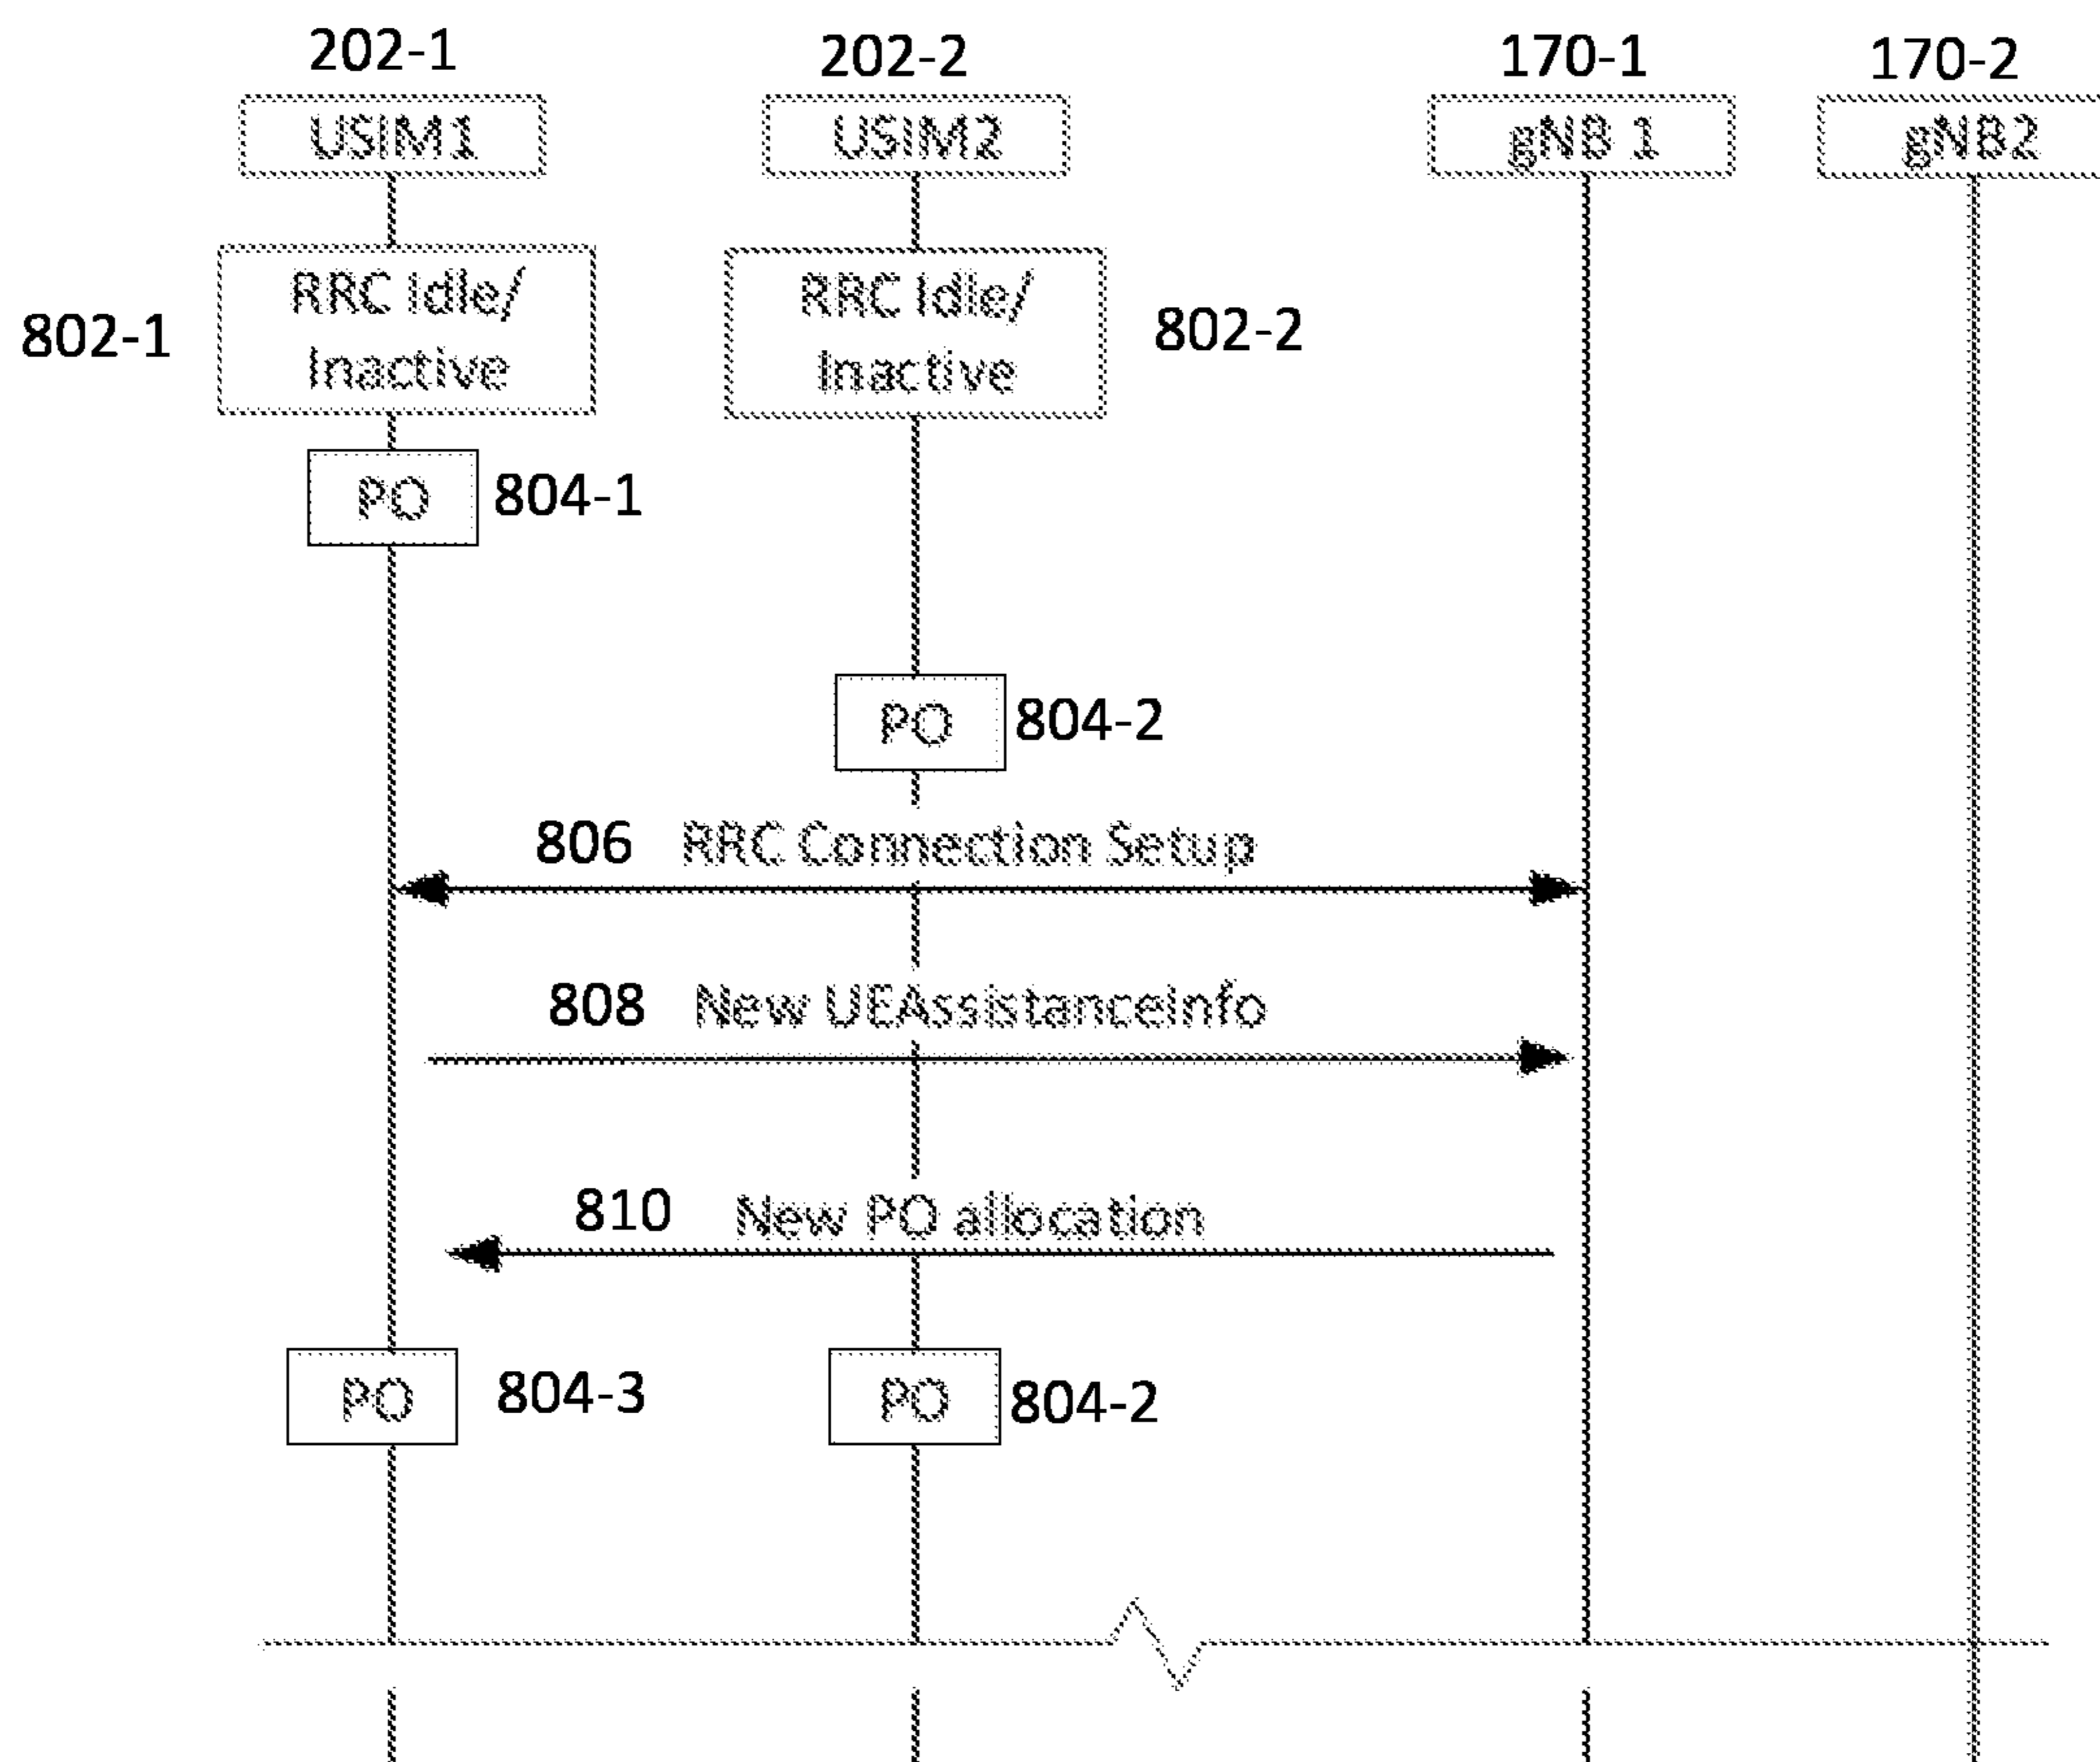 202-1
202-2
170-1
170-2
USIM1
USIM2
gNB 1
gNB2
802-1
RRC Idle/
Inactive
RRC Idle/
Inactive
802-2
PO
804-1
PO
804-2
806 RRC Connection Setup
808 New UEAssistanceInfo
810 New PO allocation
PO
804-3
PO
804-2